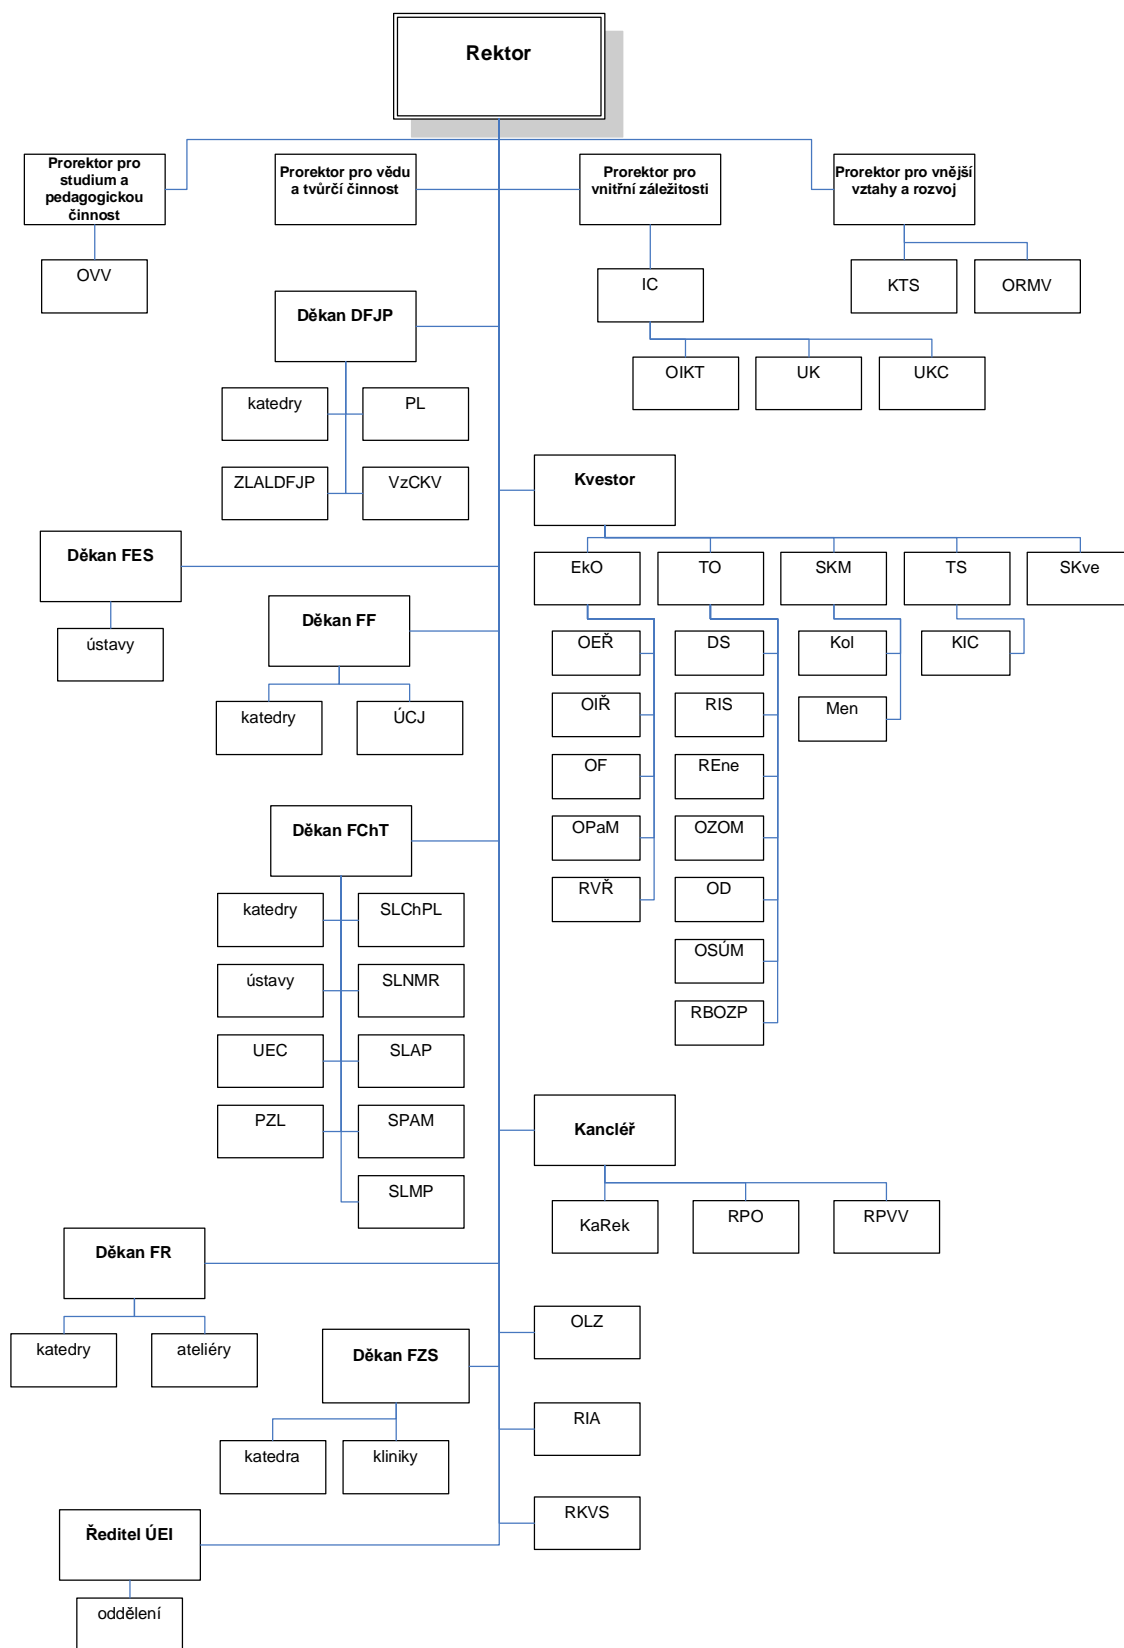 Rektor
Prorektor pro
studium a
pedagogickou
činnost
Prorektor pro vědu
a tvůrčí činnost
Prorektor pro
vnitřní záležitosti
Prorektor pro vnější
vztahy a rozvoj
OVV
IC
KTS
ORMV
Děkan DFJP
OIKT
UK
UKC
katedry
PL
ZLALDFJP
VzCKV
Kvestor
Děkan FES
EkO
TO
SKM
TS
SKve
ústavy
Děkan FF
OEŘ
DS
Kol
KIC
katedry
ÚCJ
OIŘ
RIS
Men
OF
REne
Děkan FChT
OPaM
OZOM
RVŘ
OD
katedry
SLChPL
OSÚM
ústavy
SLNMR
RBOZP
UEC
SLAP
PZL
SPAM
Kancléř
SLMP
KaRek
RPO
RPVV
Děkan FR
katedry
ateliéry
OLZ
Děkan FZS
RIA
katedra
kliniky
RKVS
Ředitel ÚEI
oddělení